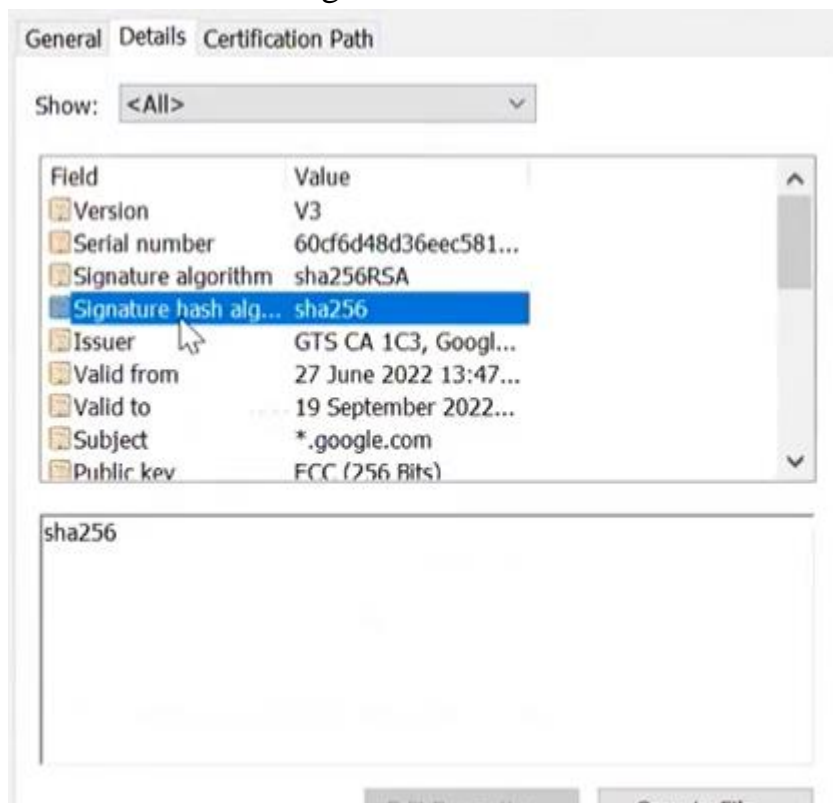 General Details Certification Path
Show: <All>
Field Value
Version V3
Serial number 60cf6d48d36eec581...
Signature algorithm sha256RSA
Signature hash alg... sha256
Issuer GTS CA 1C3, Googl...
Valid from 27 June 2022 13:47...
Valid to 19 September 2022...
Subject *.google.com
Public key ECC (256 Bits)
sha256